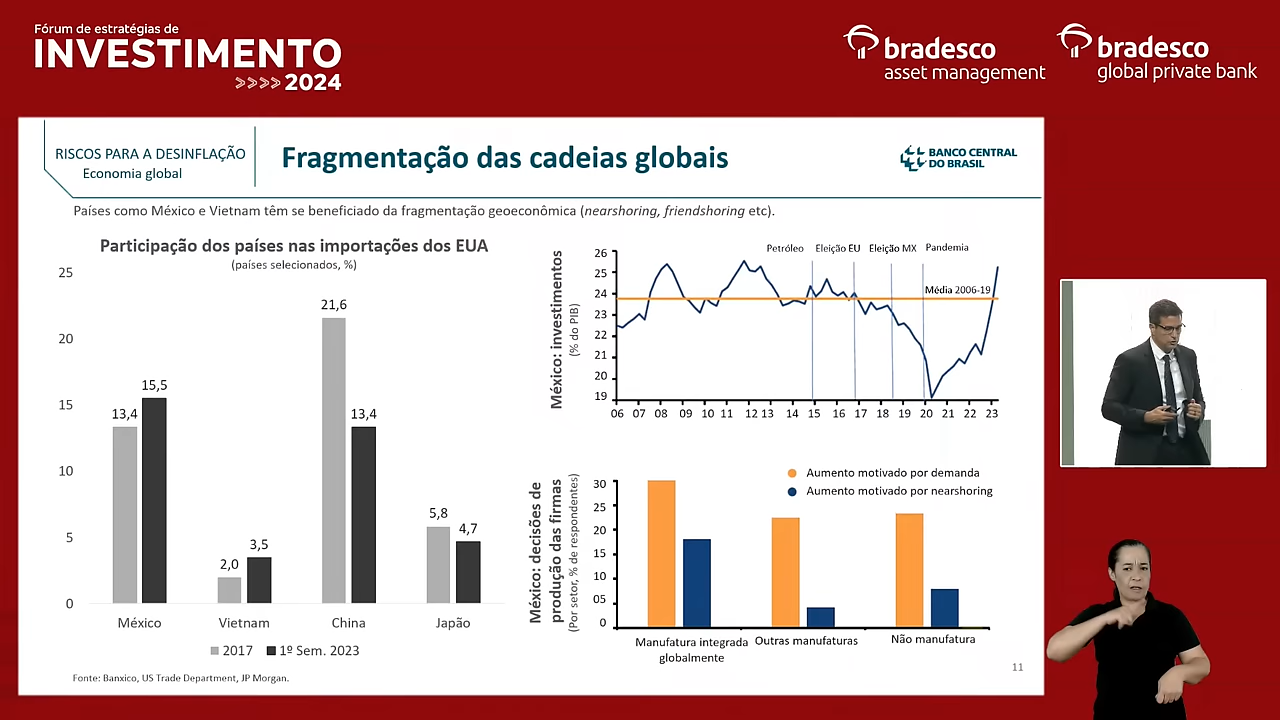 Fórum de estratégias de
INVESTIMENTO
>>>> 2024
bradesco
asset management
bradesco
global private bank
RISCOS PARA A DESINFLAÇÃO
Economia global
Fragmentação das cadeias globais
BANCO CENTRAL
DO BRASIL
Países como México e Vietnam têm se beneficiado da fragmentação geoeconômica (nearshoring, friendshoring etc).
Participação dos países nas importações dos EUA
(países selecionados, %)
25
20
15
10
5
0
13,4
15,5
2,0
3,5
21,6
13,4
5,8
4,7
México
Vietnam
China
Japão
2017
1º Sem. 2023
México: investimentos
(% do PIB)
26
25
24
23
22
21
20
19
Petróleo
Eleição EU
Eleição MX
Pandemia
Média 2006-19
06 07 08 09 10 11 12 13 14 15 16 17 18 19 20 21 22 23
México: decisões de
produção das firmas
(Por setor, % de respondentes)
30
25
20
15
10
05
0
Aumento motivado por demanda
Aumento motivado por nearshoring
Manufatura integrada
globalmente
Outras manufaturas
Não manufatura
Fonte: Banxico, US Trade Department, JP Morgan.
11